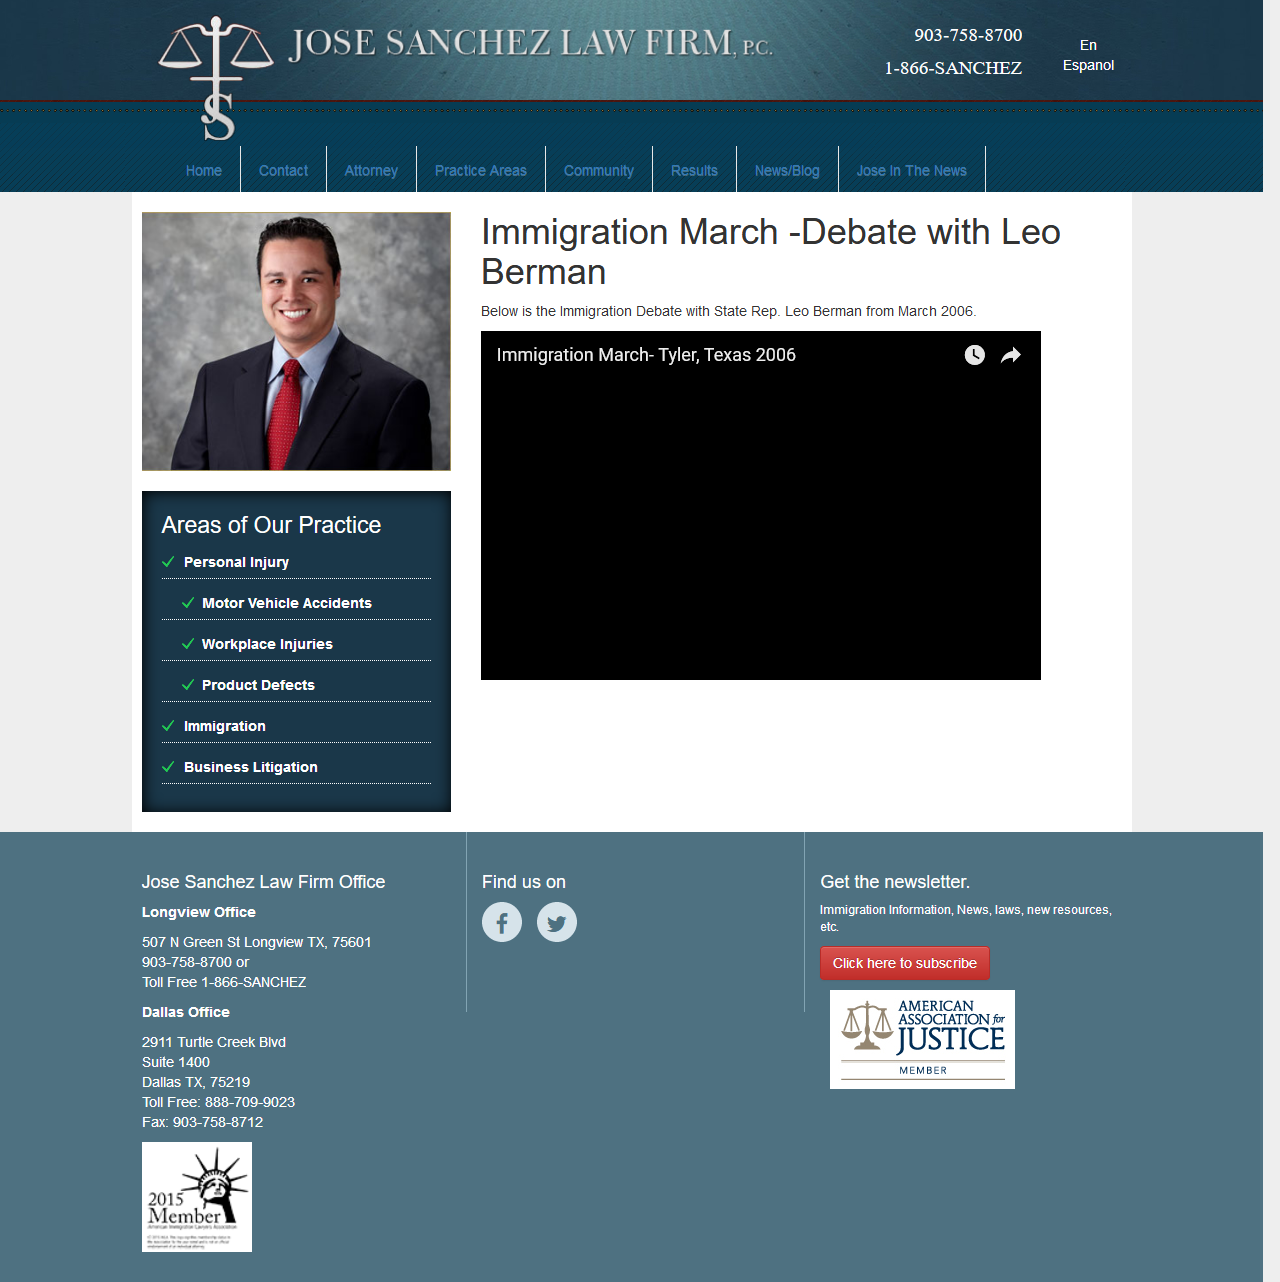 JOSE SANCHEZ LAW FIRM, P.C.
903-758-8700
1-866-SANCHEZ
En
Espanol
Home
Contact
Attorney
Practice Areas
Community
Results
News/Blog
Jose In The News
Immigration March -Debate with Leo
Berman
Below is the Immigration Debate with State Rep. Leo Berman from March 2006.
Immigration March- Tyler, Texas 2006
Areas of Our Practice
Personal Injury
Motor Vehicle Accidents
Workplace Injuries
Product Defects
Immigration
Business Litigation
Jose Sanchez Law Firm Office
Longview Office
507 N Green St Longview TX, 75601
903-758-8700 or
Toll Free 1-866-SANCHEZ
Dallas Office
2911 Turtle Creek Blvd
Suite 1400
Dallas TX, 75219
Toll Free: 888-709-9023
Fax: 903-758-8712
2015
Member
American Immigration Lawyers Association
Find us on
Get the newsletter.
Immigration Information, News, laws, new resources,
etc.
Click here to subscribe
AMERICAN
ASSOCIATION for
JUSTICE
MEMBER